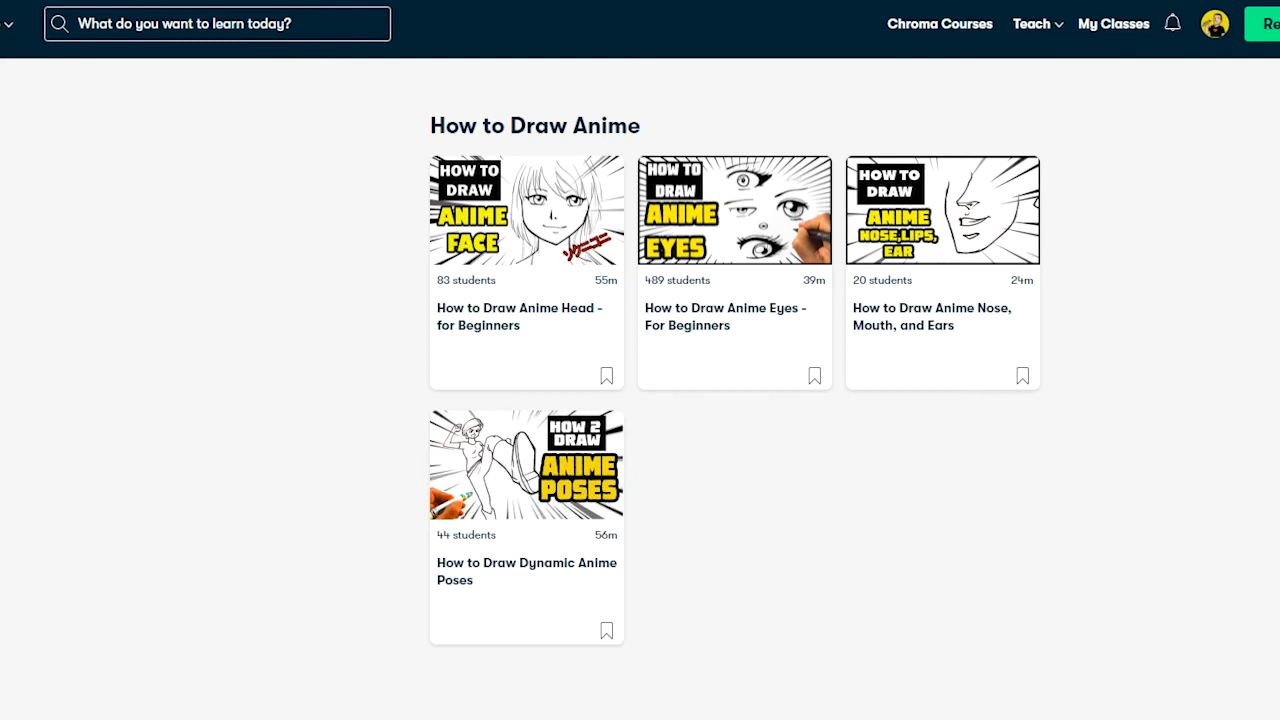 What do you want to learn today?
Chroma Courses Teach My Classes
How to Draw Anime
HOW TO
DRAW
ANIME
FACE
83 students 55m
How to Draw Anime Head -
for Beginners
HOW TO
DRAW
ANIME
EYES
489 students 39m
How to Draw Anime Eyes -
For Beginners
HOW TO
DRAW
ANIME
NOSE,LIPS,
EAR
20 students 24m
How to Draw Anime Nose,
Mouth, and Ears
HOW 2
DRAW
ANIME
POSES
44 students 56m
How to Draw Dynamic Anime
Poses